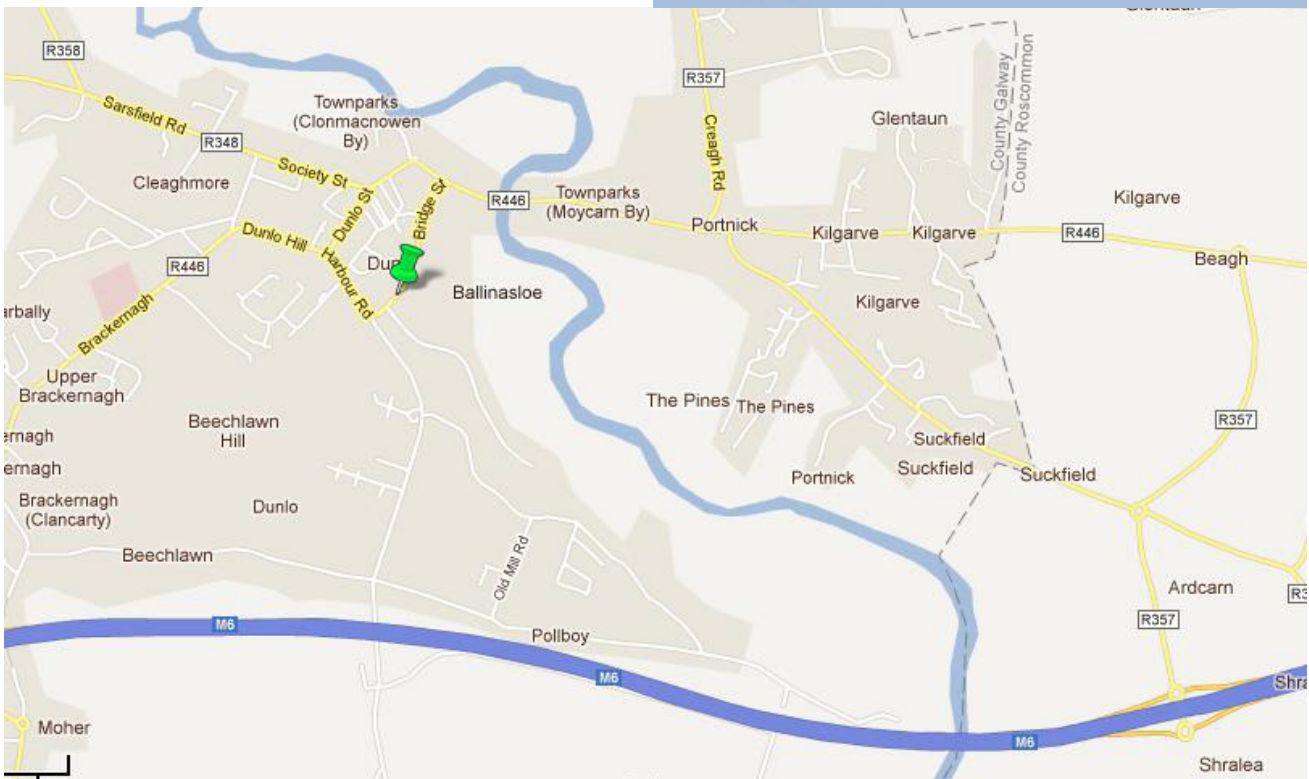 R358
R357
County Galway
County Roscommon
Sarsfield Rd
Townparks
(Clonmacnowen
By)
Glentaun
R348
Creagh Rd
Society St
Cleaghmore
Dunlo St
Bridge St
R446
Townparks
(Moycarn By)
Kilgarve
Portnick
Kilgarve
Kilgarve
R446
Dunlo Hill
R446
Harbour Rd
Beagh
Ballinasloe
Kilgarve
Brackernagh
Upper
Brackernagh
The Pines
The Pines
Beechlawn
Hill
R357
Suckfield
Suckfield
Suckfield
Portnick
Brackernagh
(Clancarty)
Dunlo
Beechlawn
Old Mill Rd
Ardcarn
M6
Pollboy
R357
M6
Moher
M6
Shralea